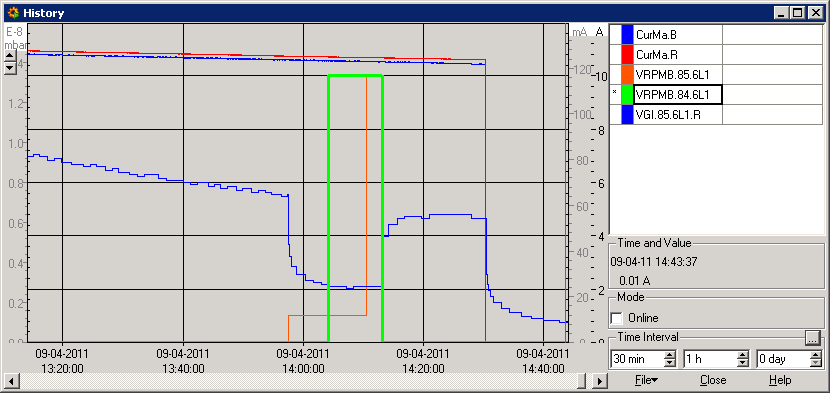 History
E-8 mA A
mbar
1.4 120 10
1.2 100
1.0 8
80
0.8 6
60
0.6
4
0.4 40
0.2 20 2
0.0 0 0
09-04-2011 09-04-2011 09-04-2011 09-04-2011 09-04-2011
13:20:00 13:40:00 14:00:00 14:20:00 14:40:00
CurMa.B
CurMa.R
VRPMB.85.6L1
* VRPMB.84.6L1
VGI.85.6L1.R
Time and Value
09-04-11 14:43:37
0.01 A
Mode
Online
Time Interval ...
30 min 1 h 0 day
File Close Help